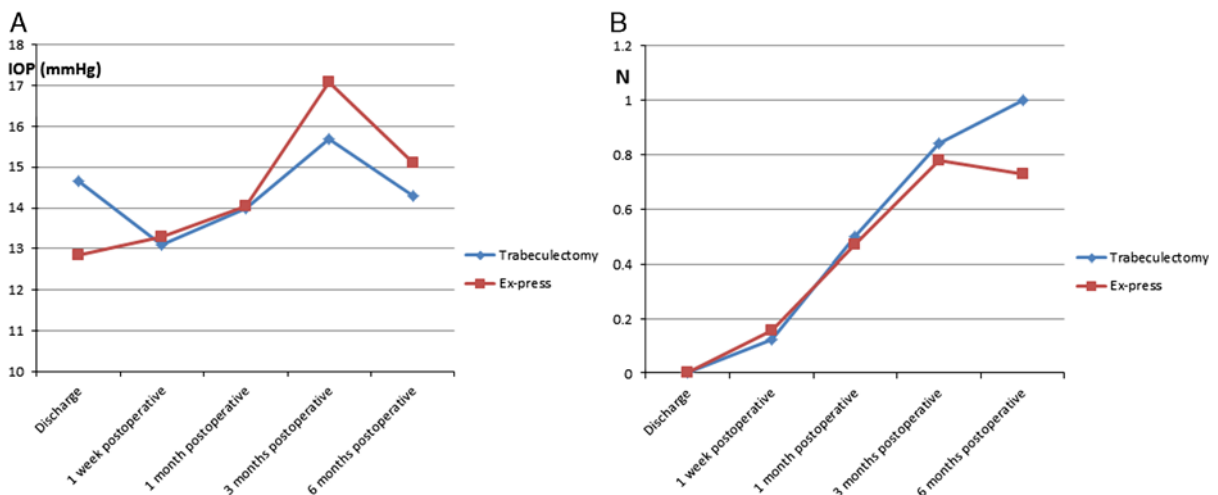 A
18
IOP (mmHg)
17
16
15
14
13
12
11
10
Discharge
1 week postoperative
1 month postoperative
3 months postoperative
6 months postoperative
Trabeculectomy
Ex-press
B
1.2
N
1
0.8
0.6
0.4
0.2
0
Discharge
1 week postoperative
1 month postoperative
3 months postoperative
6 months postoperative
Trabeculectomy
Ex-press